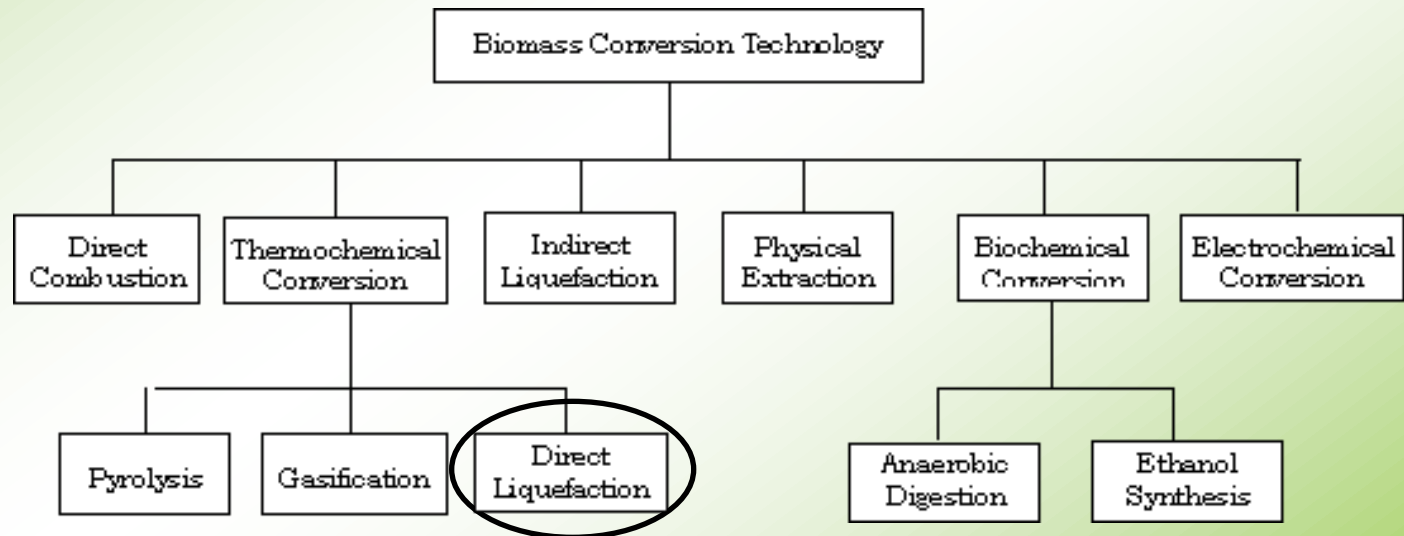 Biomass Conversion Technology
Direct
Combustion
Thermochemical
Conversion
Indirect
Liquefaction
Physical
Extraction
Biochemical
Conversion
Electrochemical
Conversion
Pyrolysis
Gasification
Direct
Liquefaction
Anaerobic
Digestion
Ethanol
Synthesis